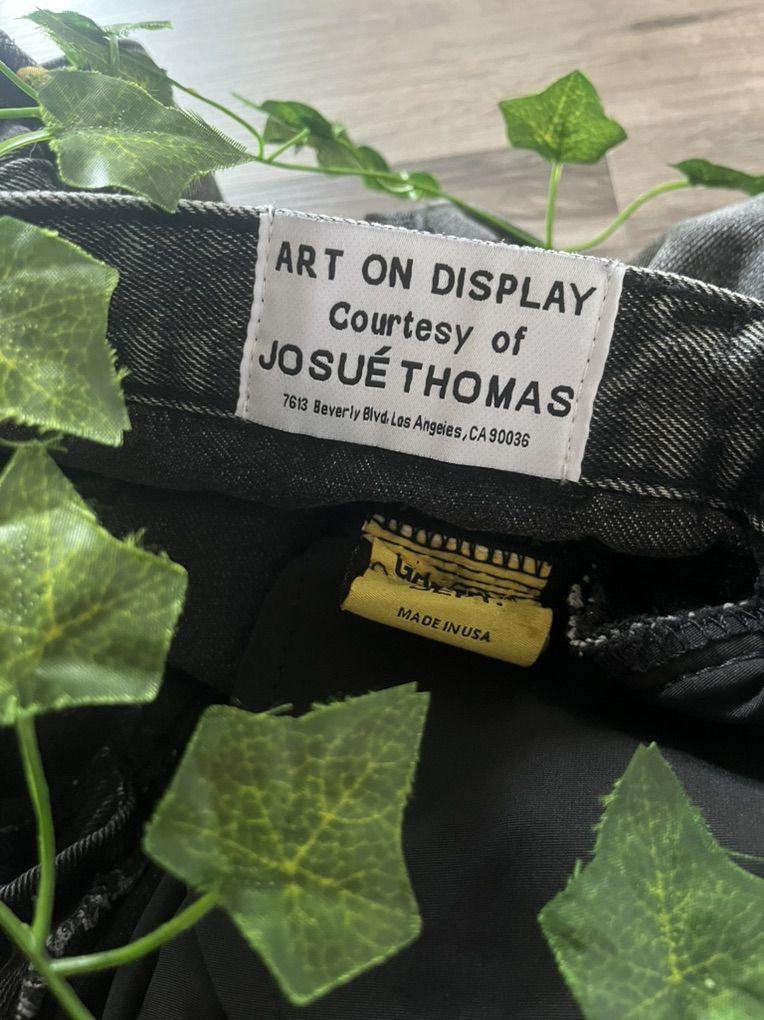 ART ON DISPLAY
Courtesy of
JOSUÉ THOMAS
7613 Beverly Blvd, Los Angeles, CA 90036
MADE IN USA